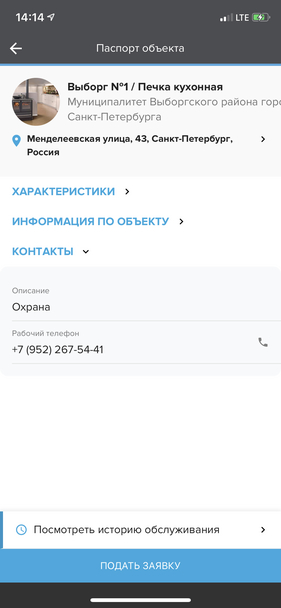 14:14
LTE
Паспорт объекта
Выборг №1 / Печка кухонная
Муниципалитет Выборгского района горо
Санкт-Петербурга
Менделеевская улица, 43, Санкт-Петербург,
Россия
ХАРАКТЕРИСТИКИ
ИНФОРМАЦИЯ ПО ОБЪЕКТУ
КОНТАКТЫ
Описание
Охрана
Рабочий телефон
+7 (952) 267-54-41
Посмотреть историю обслуживания
ПОДАТЬ ЗАЯВКУ